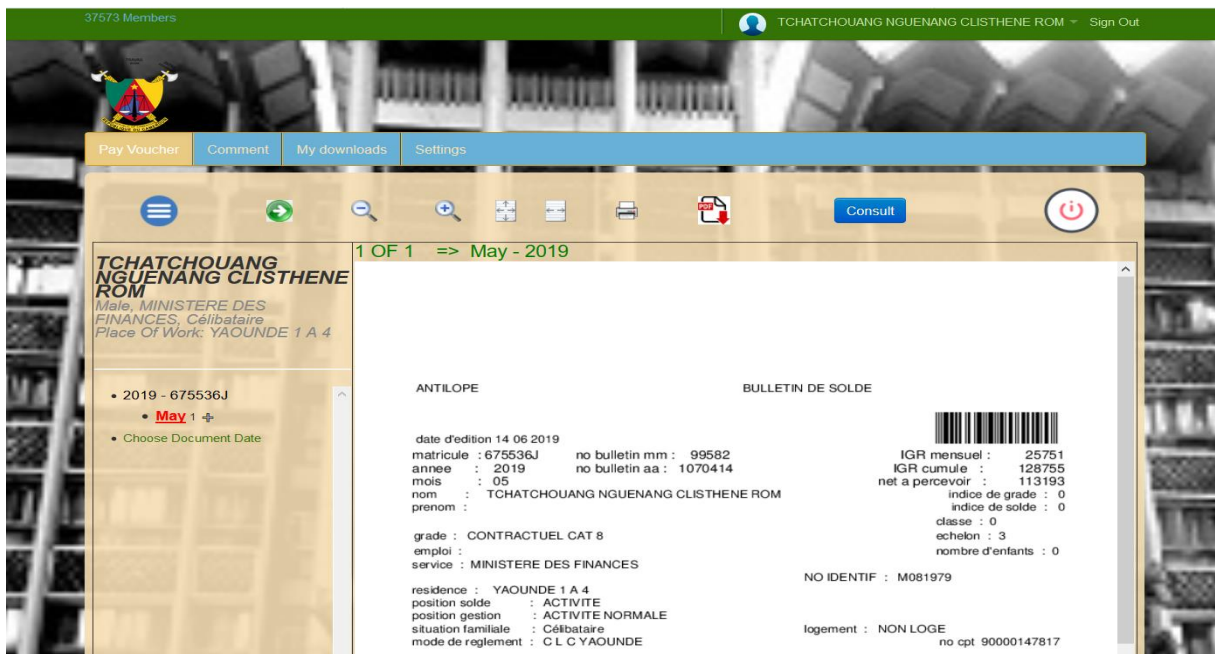 37573 Members
TCHATCHOUANG NGUENANG CLISTHENE ROM Sign Out
Pay Voucher Comment My downloads Settings
PDF
Consult
TCHATCHOUANG
NGUENANG CLISTHENE
ROM
Male, MINISTERE DES
FINANCES, Célibataire
Place Of Work: YAOUNDE 1 A 4
2019 - 675536J
May 1
Choose Document Date
1 OF 1 => May - 2019
ANTILOPE BULLETIN DE SOLDE
date d'edition 14 06 2019
matricule : 675536J no bulletin mm : 99582 IGR mensuel : 25751
annee : 2019 no bulletin aa : 1070414 IGR cumule : 128755
mois : 05 net a percevoir : 113193
nom : TCHATCHOUANG NGUENANG CLISTHENE ROM indice de grade : 0
prenom : indice de solde : 0
classe : 0
grade : CONTRACTUEL CAT 8 echelon : 3
emploi : nombre d'enfants : 0
service : MINISTERE DES FINANCES
NO IDENTIF : M081979
residence : YAOUNDE 1 A 4
position solde : ACTIVITE
position gestion : ACTIVITE NORMALE
situation familiale : Célibataire logement : NON LOGE
mode de reglement : C L C YAOUNDE no cpt 90000147817